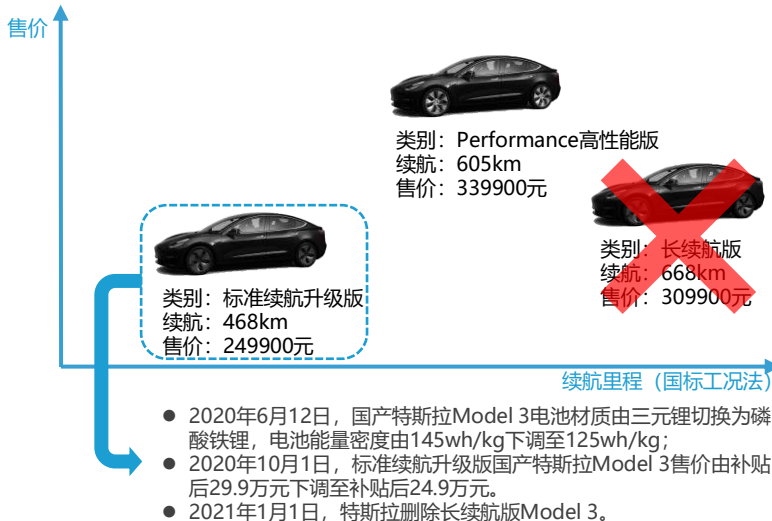 售价
类别：Performance高性能版
续航：605km
售价：339900元
类别：长续航版
续航：668km
售价：309900元
类别：标准续航升级版
续航：468km
售价：249900元
续航里程（国标工况法）
● 2020年6月12日，国产特斯拉Model 3电池材质由三元锂切换为磷
酸铁锂，电池能量密度由145wh/kg下调至125wh/kg；
● 2020年10月1日，标准续航升级版国产特斯拉Model 3售价由补贴
后29.9万元下调至补贴后24.9万元。
● 2021年1月1日，特斯拉删除长续航版Model 3。